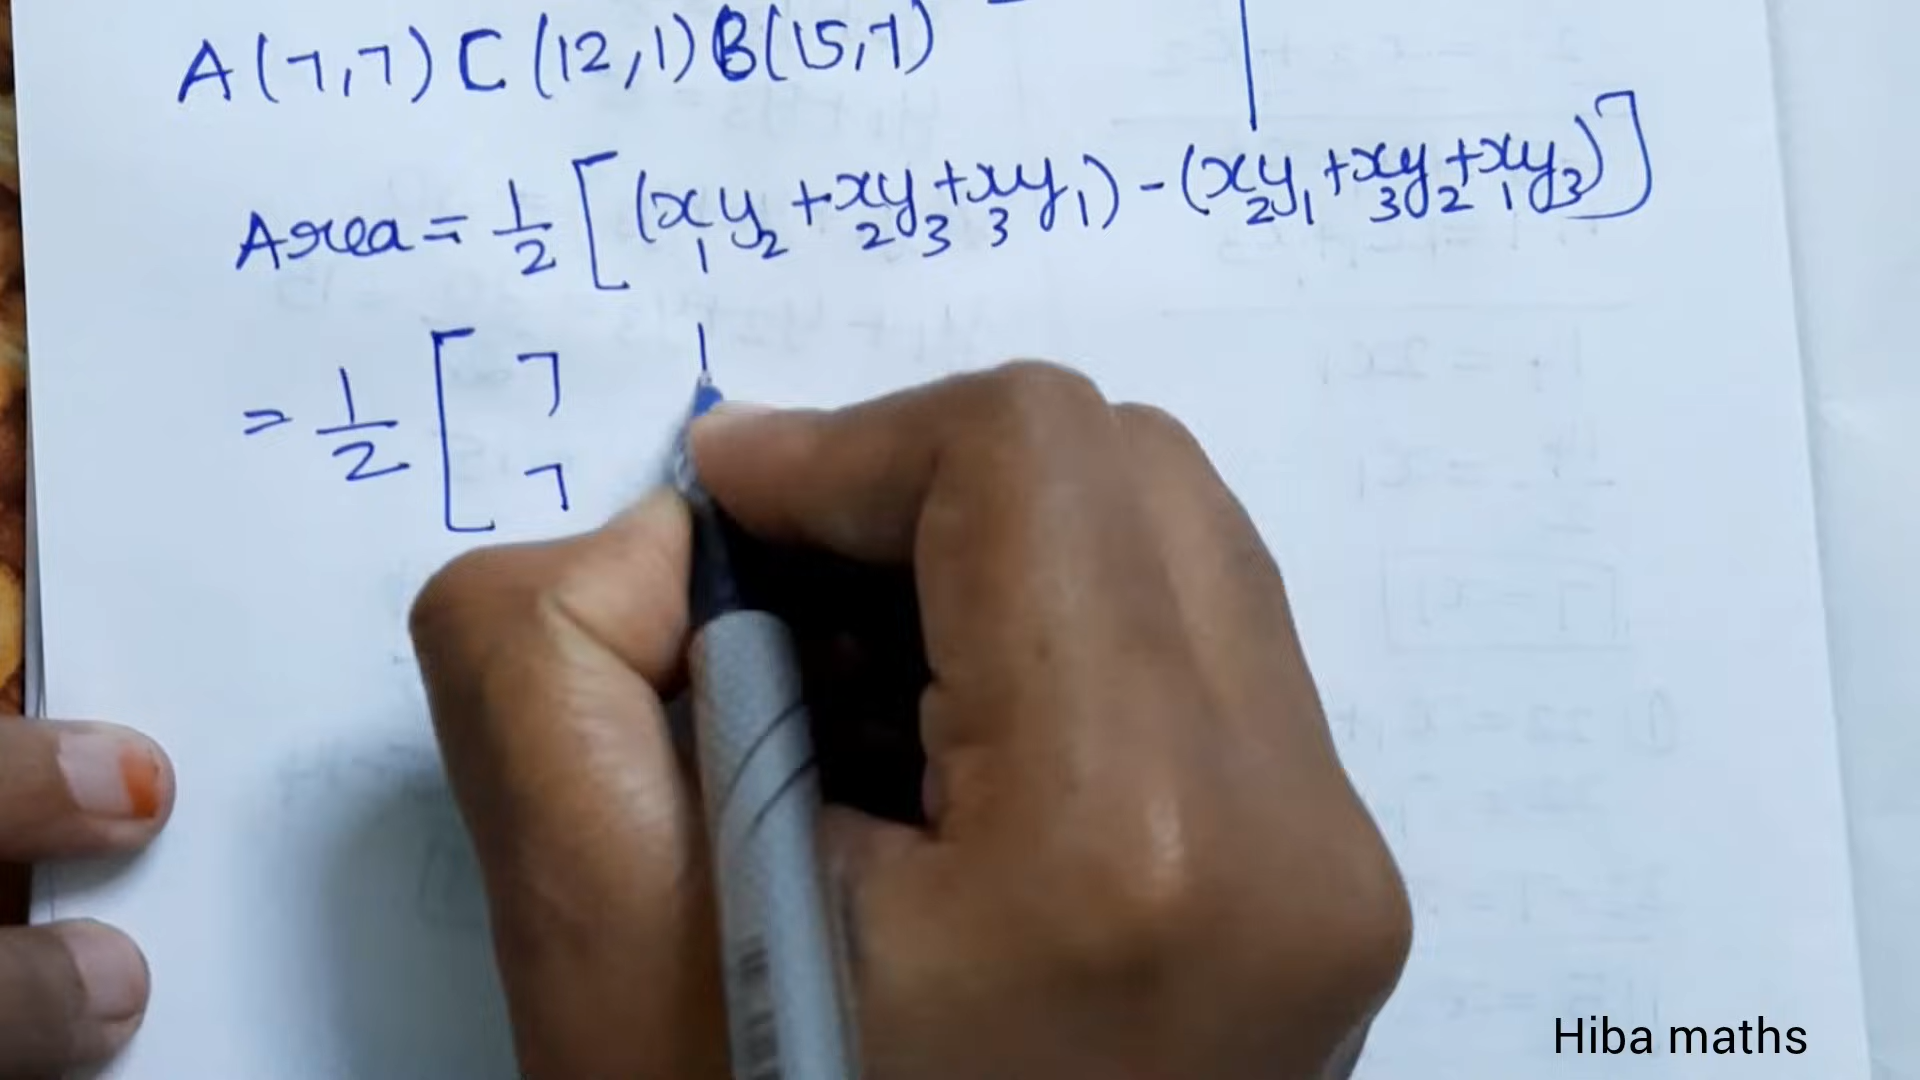 A(7,7) C(12,1) B(15,7)
Area = 1/2 [(x₁y₂ + x₂y₃ + x₃y₁) - (x₂y₁ + x₃y₂ + x₁y₃)]
= 1/2 [ 7 1
7
Hiba maths